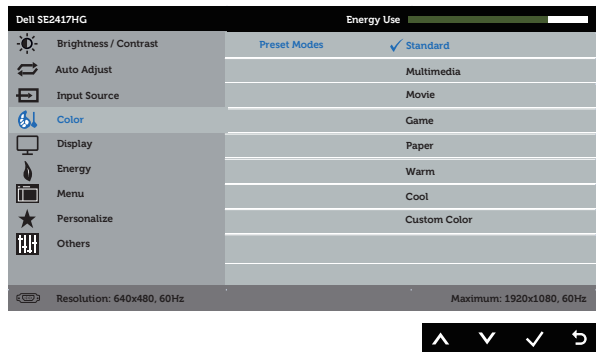 Dell SE2417HG Energy Use
Brightness / Contrast Preset Modes Standard
Auto Adjust Multimedia
Input Source Movie
Color Game
Display Paper
Energy Warm
Menu Cool
Personalize Custom Color
Others
Resolution: 640x480, 60Hz Maximum: 1920x1080, 60Hz